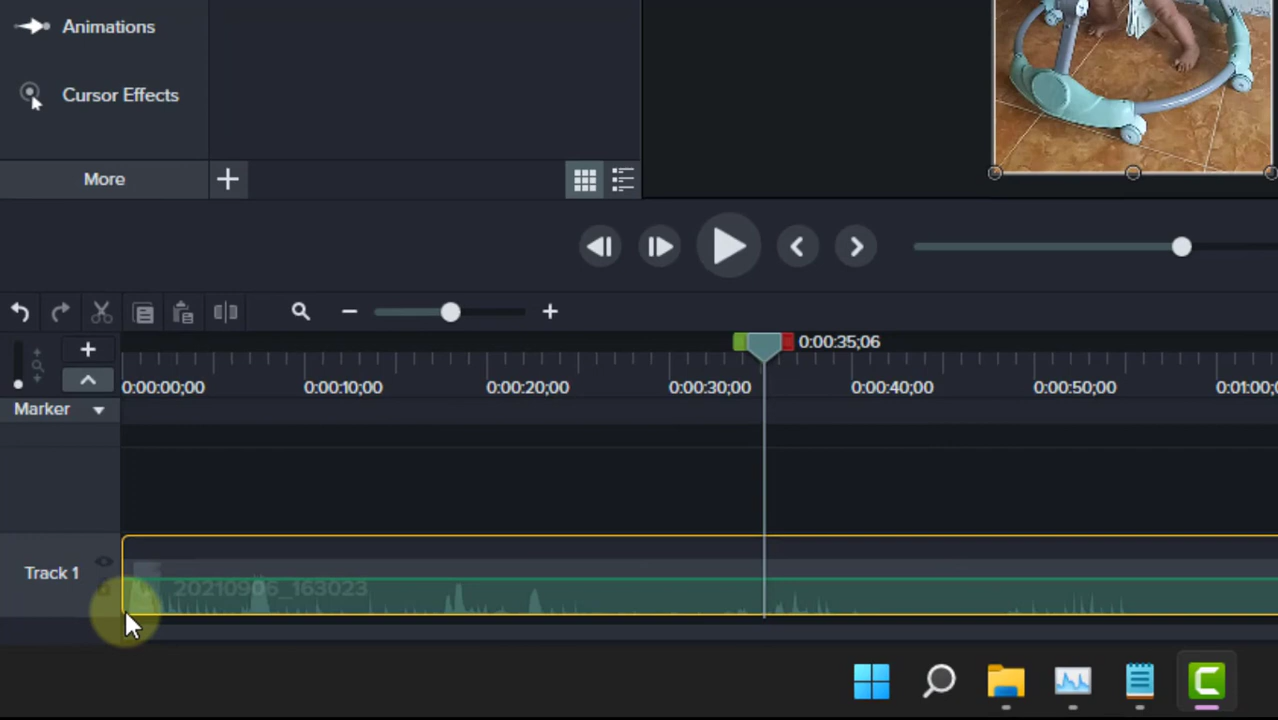 Animations
Cursor Effects
More
0:00:35;06
0:00:00;00 0:00:10;00 0:00:20;00 0:00:30;00 0:00:40;00 0:00:50;00 0:01:00;0
Marker
Track 1
20210906_163023